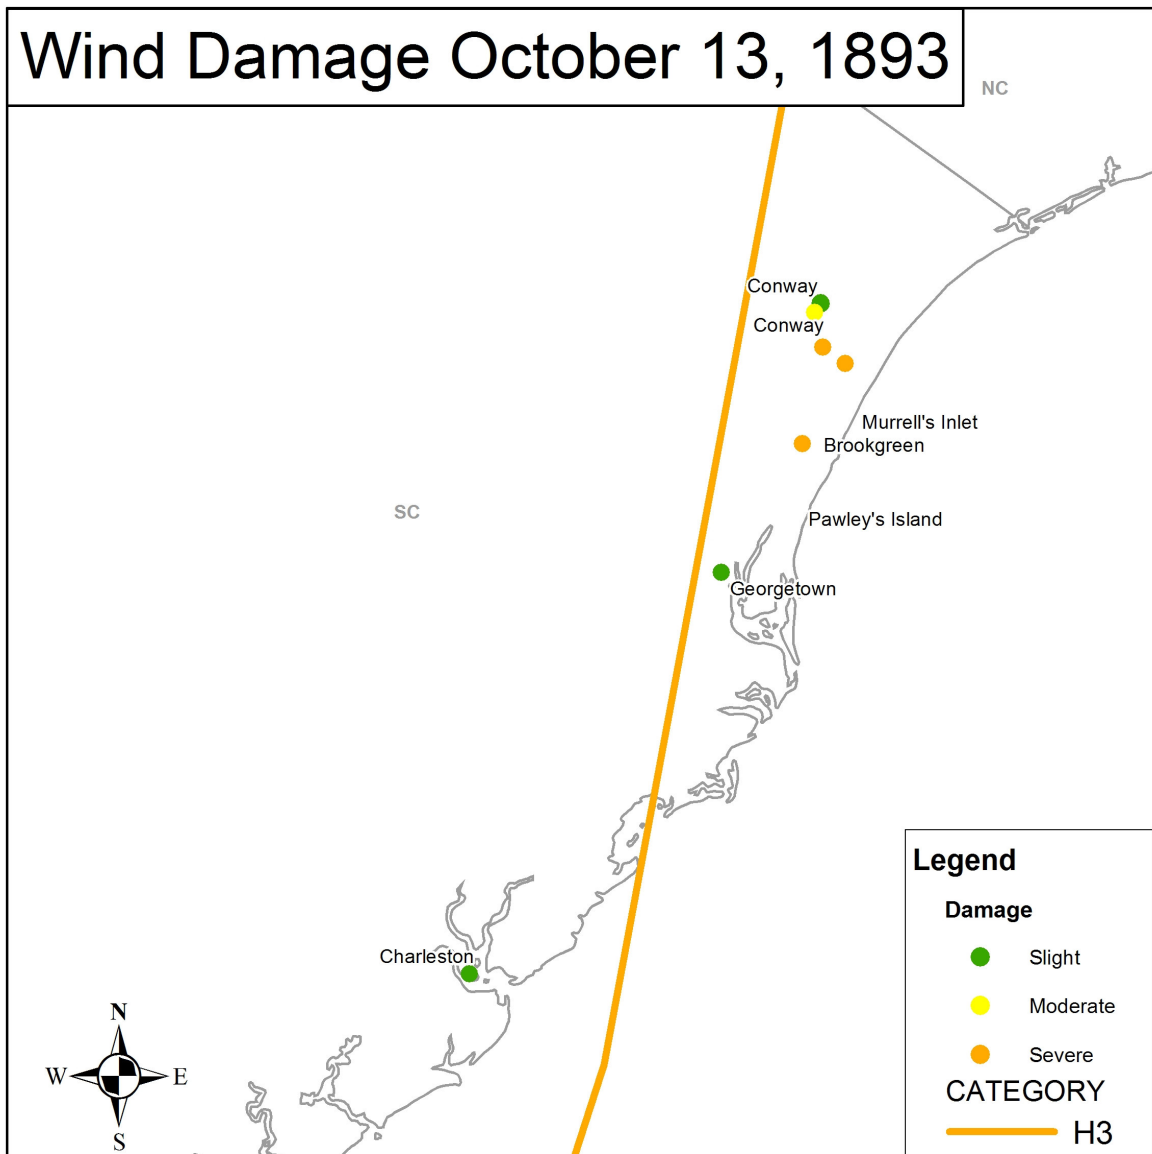 Wind Damage October 13, 1893
NC
Conway
Conway
Murrell's Inlet
Brookgreen
SC
Pawley's Island
Georgetown
Charleston
N
W E
S
Legend
Damage
Slight
Moderate
Severe
CATEGORY
H3